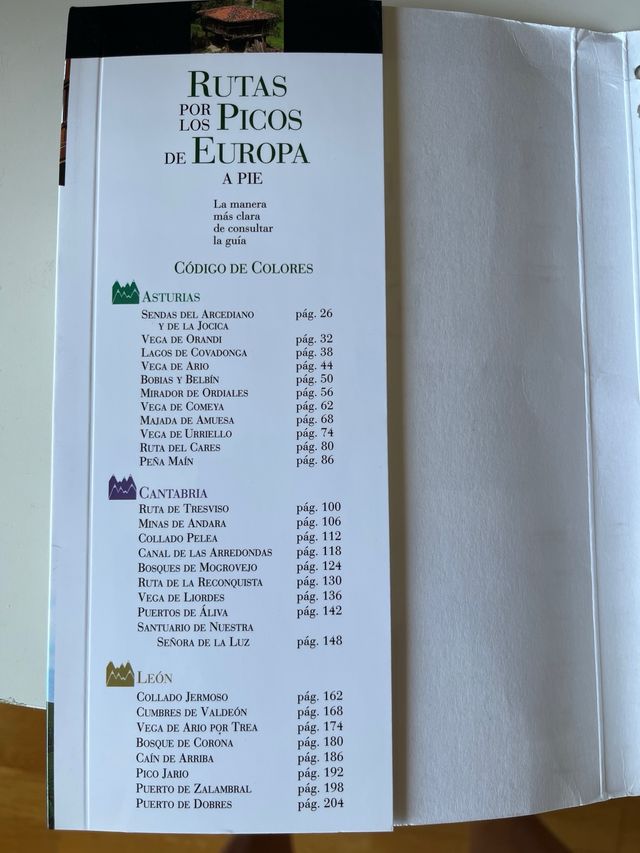 RUTAS
POR
LOS PICOS
DE EUROPA
A PIE
La manera
más clara
de consultar
la guía
CÓDIGO DE COLORES
ASTURIAS
SENDAS DEL ARCEDIANO pág. 26
Y DE LA JOCICA
VEGA DE ORANDI pág. 32
LAGOS DE COVADONGA pág. 38
VEGA DE ARIO pág. 44
BOBIAS Y BELBÍN pág. 50
MIRADOR DE ORDIALES pág. 56
VEGA DE COMEYA pág. 62
MAJADA DE AMUESA pág. 68
VEGA DE URRIELLO pág. 74
RUTA DEL CARES pág. 80
PEÑA MAÍN pág. 86
CANTABRIA
RUTA DE TRESVISO pág. 100
MINAS DE ANDARA pág. 106
COLLADO PELEA pág. 112
CANAL DE LAS ARREDONDAS pág. 118
BOSQUES DE MOGROVEJO pág. 124
RUTA DE LA RECONQUISTA pág. 130
VEGA DE LIORDES pág. 136
PUERTOS DE ÁLIVA pág. 142
SANTUARIO DE NUESTRA
SEÑORA DE LA LUZ pág. 148
LEÓN
COLLADO JERMOSO pág. 162
CUMBRES DE VALDEÓN pág. 168
VEGA DE ARIO POR TREA pág. 174
BOSQUE DE CORONA pág. 180
CAÍN DE ARRIBA pág. 186
PICO JARIO pág. 192
PUERTO DE ZALAMBRAL pág. 198
PUERTO DE DOBRES pág. 204